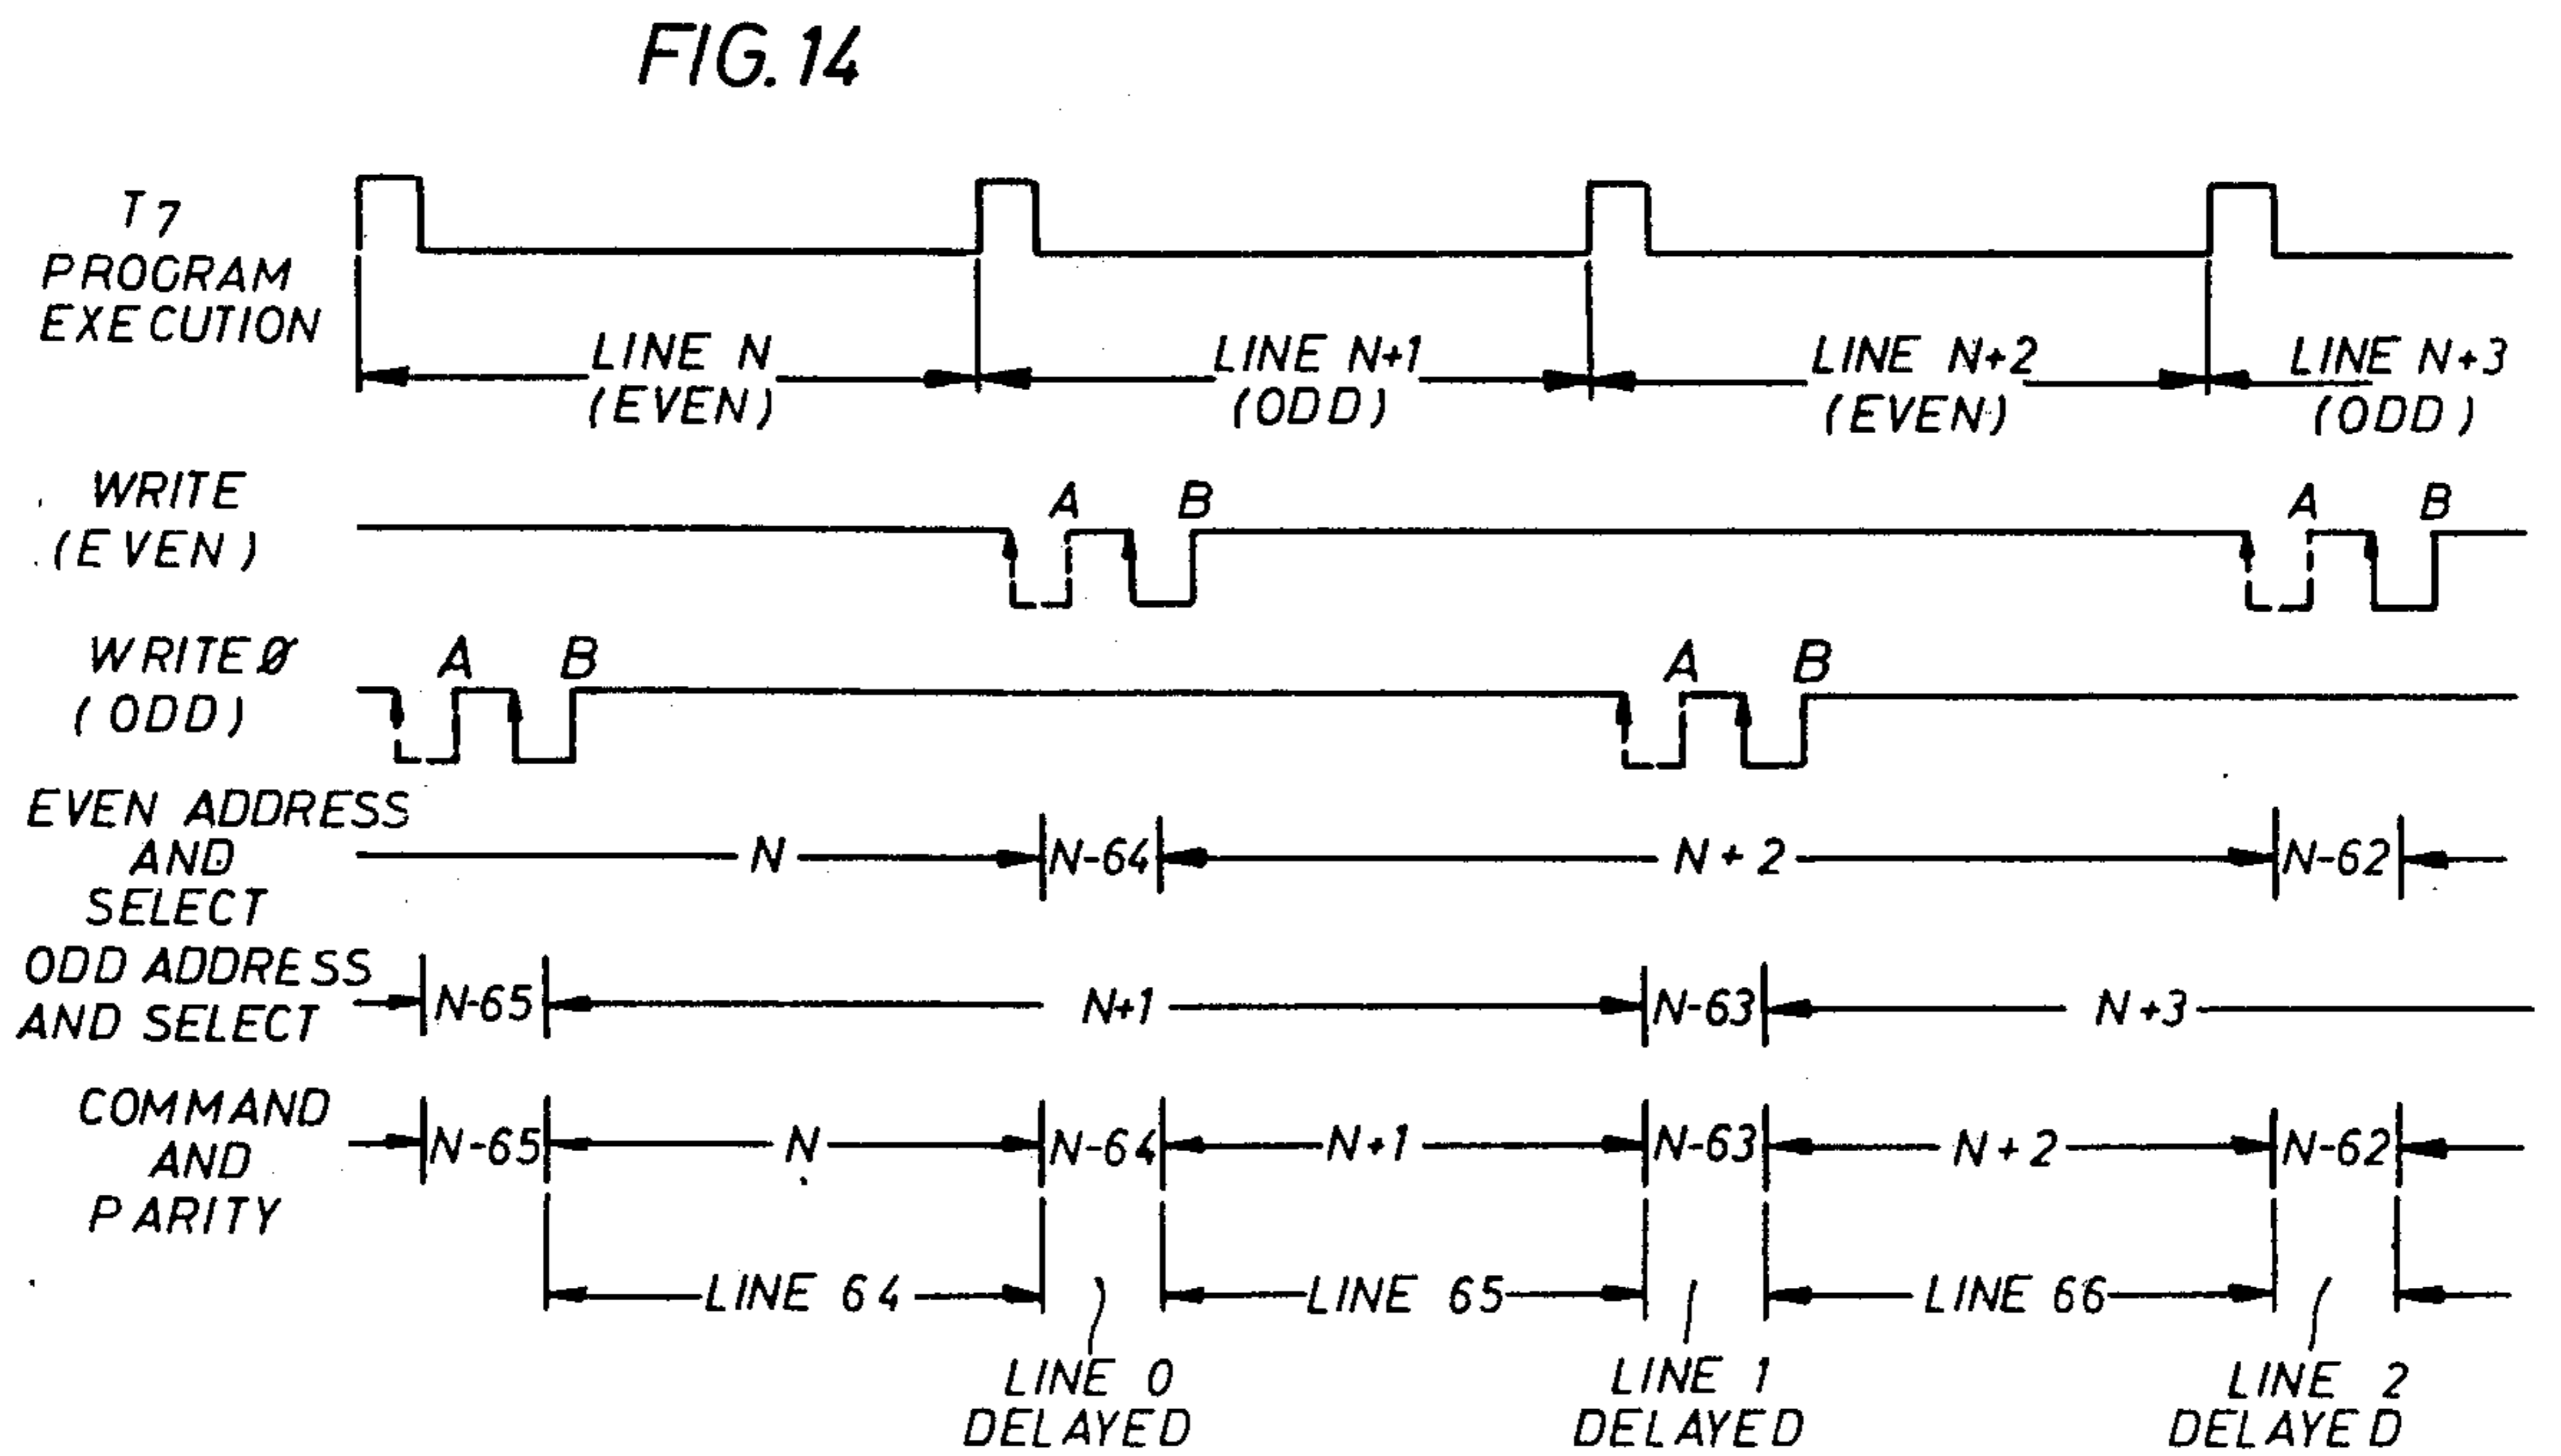 FIG. 14
T7
PROGRAM
EXECUTION
LINE N
(EVEN)
LINE N+1
(ODD)
LINE N+2
(EVEN)
LINE N+3
(ODD)
WRITE
(EVEN)
A B A B
WRITEØ
(ODD)
A B A B
EVEN ADDRESS
AND
SELECT
N N-64 N+2 N-62
ODD ADDRESS
AND SELECT
N-65 N+1 N-63 N+3
COMMAND
AND
PARITY
N-65 N N-64 N+1 N-63 N+2 N-62
LINE 64 LINE 65 LINE 66
LINE 0
DELAYED
LINE 1
DELAYED
LINE 2
DELAYED